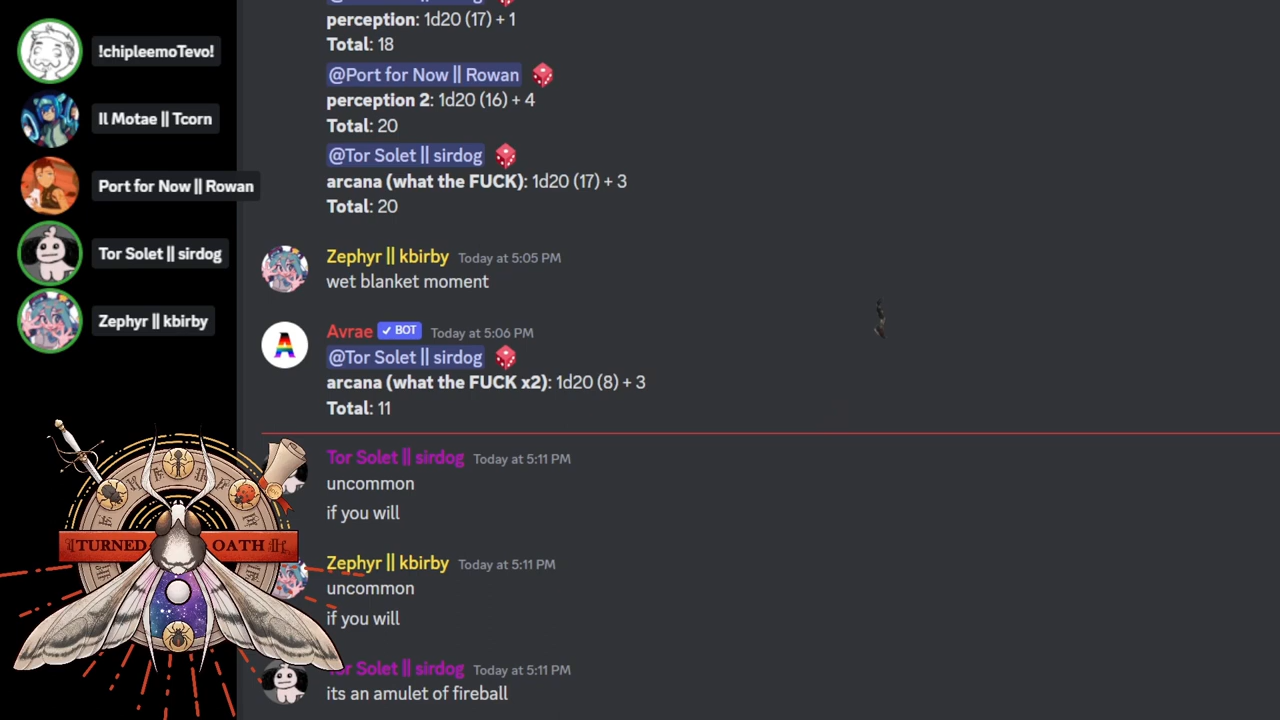 !chipleemoTevo!
Il Motae || Tcorn
Port for Now || Rowan
Tor Solet || sirdog
Zephyr || kbirby
TURNED OATH
perception: 1d20 (17) + 1
Total: 18
@Port for Now || Rowan
perception 2: 1d20 (16) + 4
Total: 20
@Tor Solet || sirdog
arcana (what the FUCK): 1d20 (17) + 3
Total: 20
Zephyr || kbirby Today at 5:05 PM
wet blanket moment
A
Avrae ✓ BOT Today at 5:06 PM
@Tor Solet || sirdog
arcana (what the FUCK x2): 1d20 (8) + 3
Total: 11
Tor Solet || sirdog Today at 5:11 PM
uncommon
if you will
Zephyr || kbirby Today at 5:11 PM
uncommon
if you will
Tor Solet || sirdog Today at 5:11 PM
its an amulet of fireball